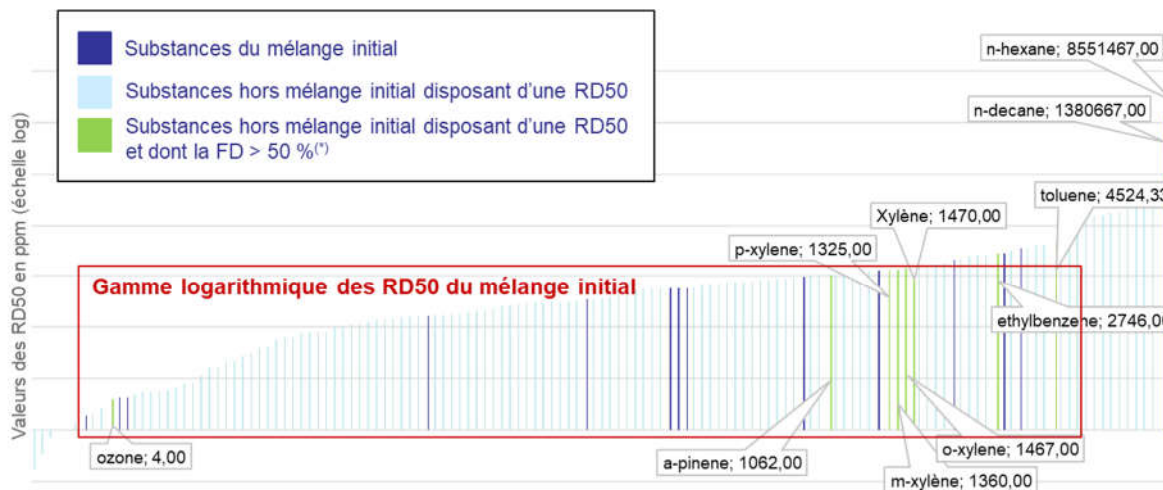 Substances du mélange initial
Substances hors mélange initial disposant d'une RD50
Substances hors mélange initial disposant d'une RD50
et dont la FD > 50 %(*)
n-hexane; 8551467,00
n-decane; 1380667,00
toluene; 4524,33
Xylène; 1470,00
p-xylene; 1325,00
Gamme logarithmique des RD50 du mélange initial
ethylbenzene; 2746,00
Valeurs des RD50 en ppm (échelle log)
ozone; 4,00
a-pinene; 1062,00
o-xylene; 1467,00
m-xylène; 1360,00